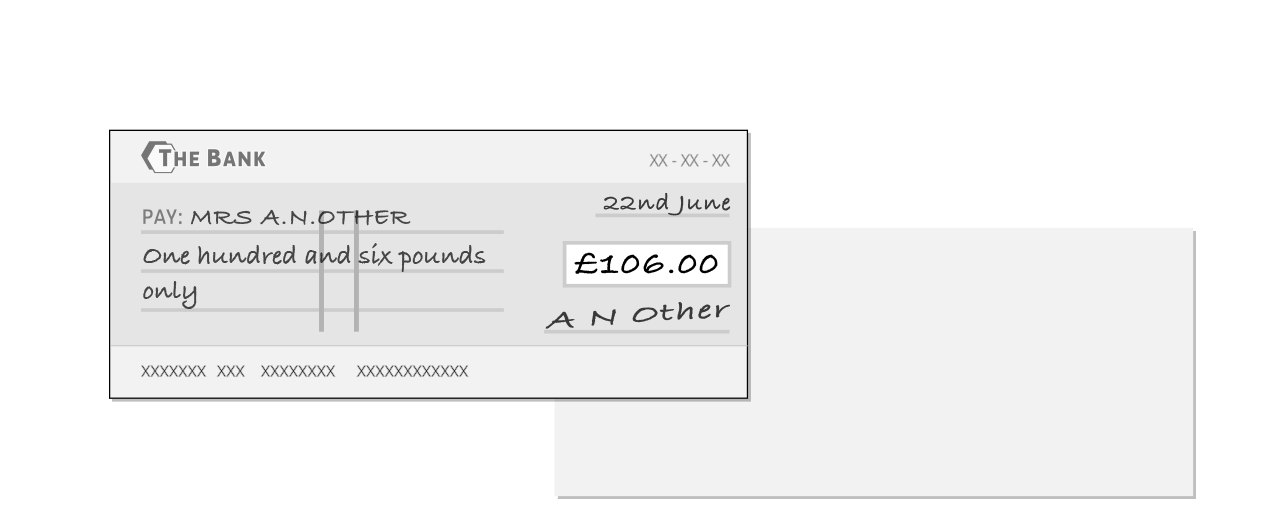 THE BANK
XX - XX - XX
22nd June
PAY: MRS A.N.OTHER
One hundred and six pounds
only
£106.00
A N Other
XXXXXXX XXX XXXXXXXX XXXXXXXXXXXX